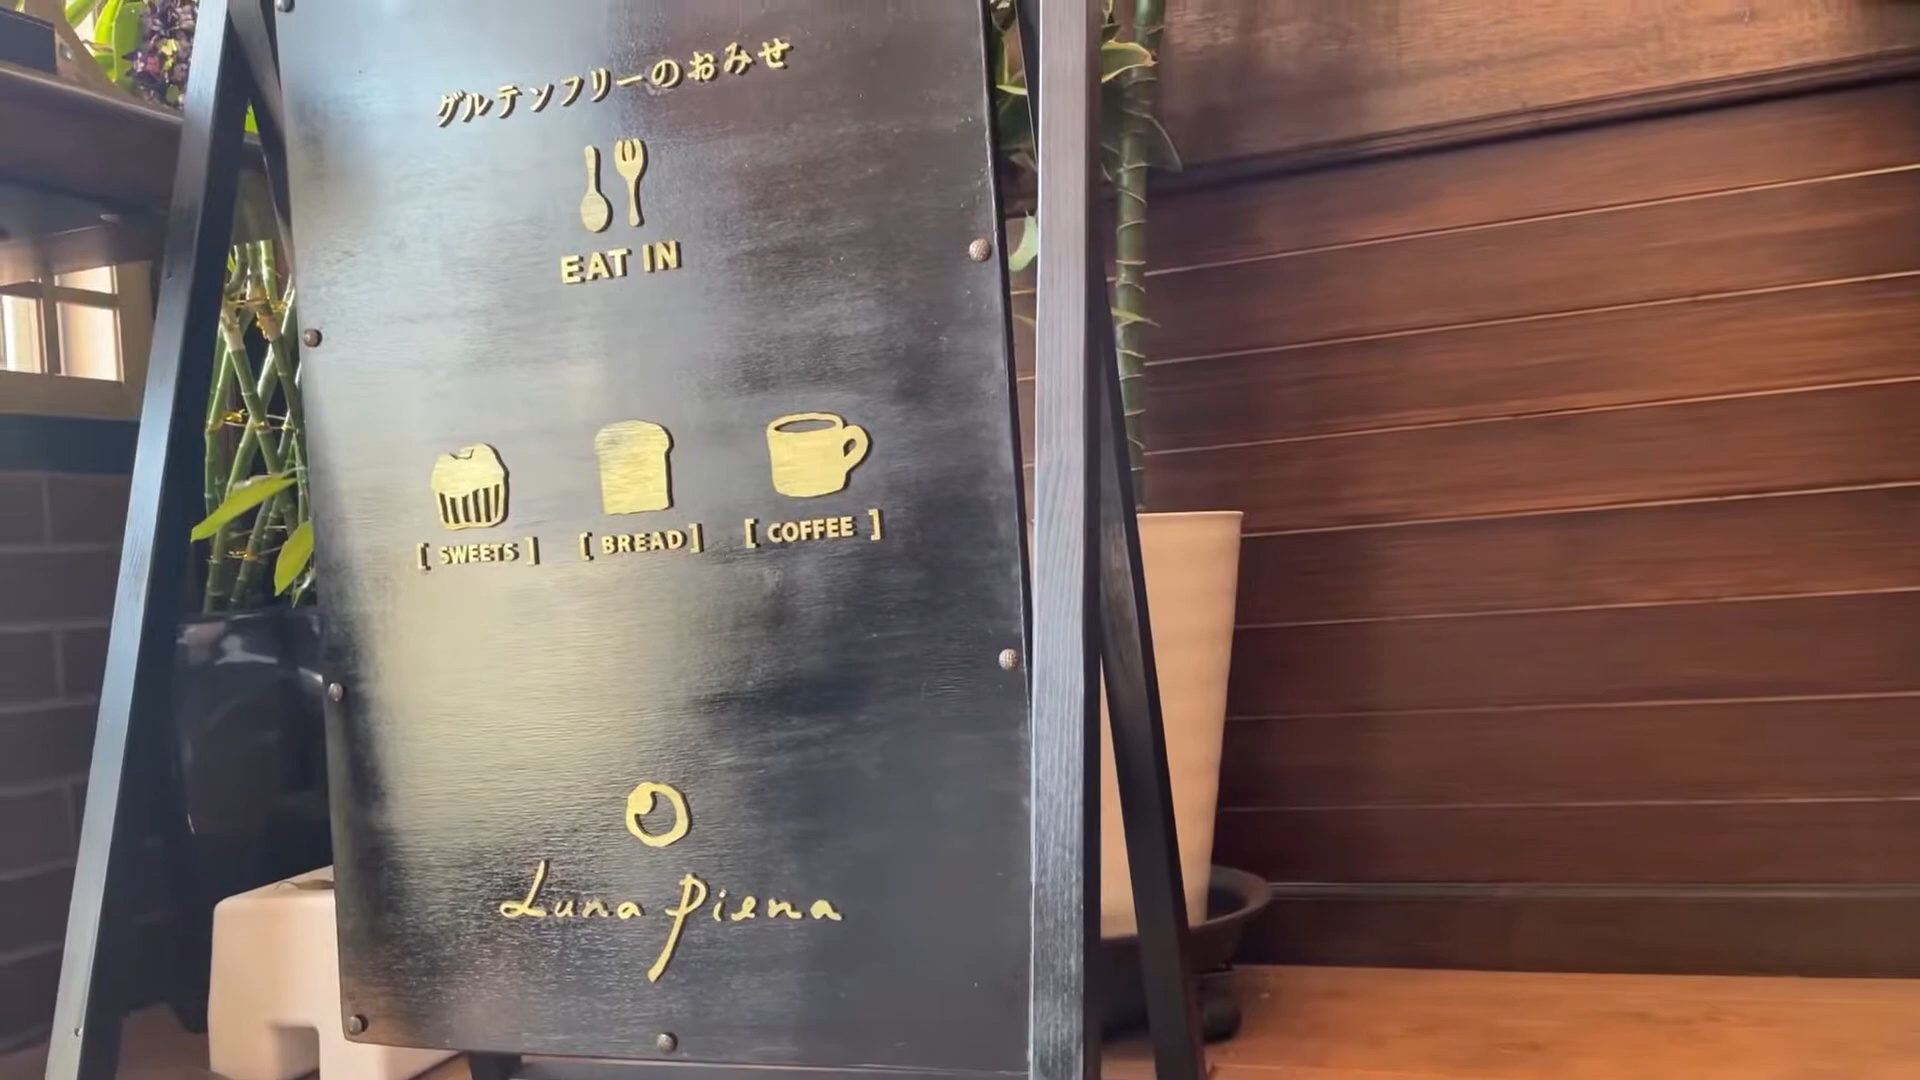 グルテンフリーのおみせ
EAT IN
[ SWEETS ] [ BREAD ] [ COFFEE ]
Luna piena